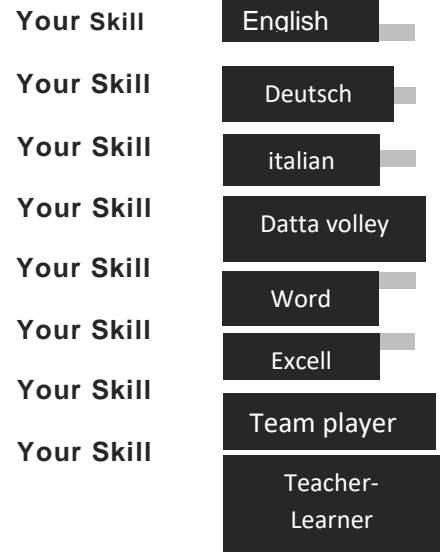 Your Skill English
Your Skill Deutsch
Your Skill italian
Your Skill Datta volley
Your Skill Word
Your Skill Excell
Your Skill Team player
Your Skill Teacher-
Learner